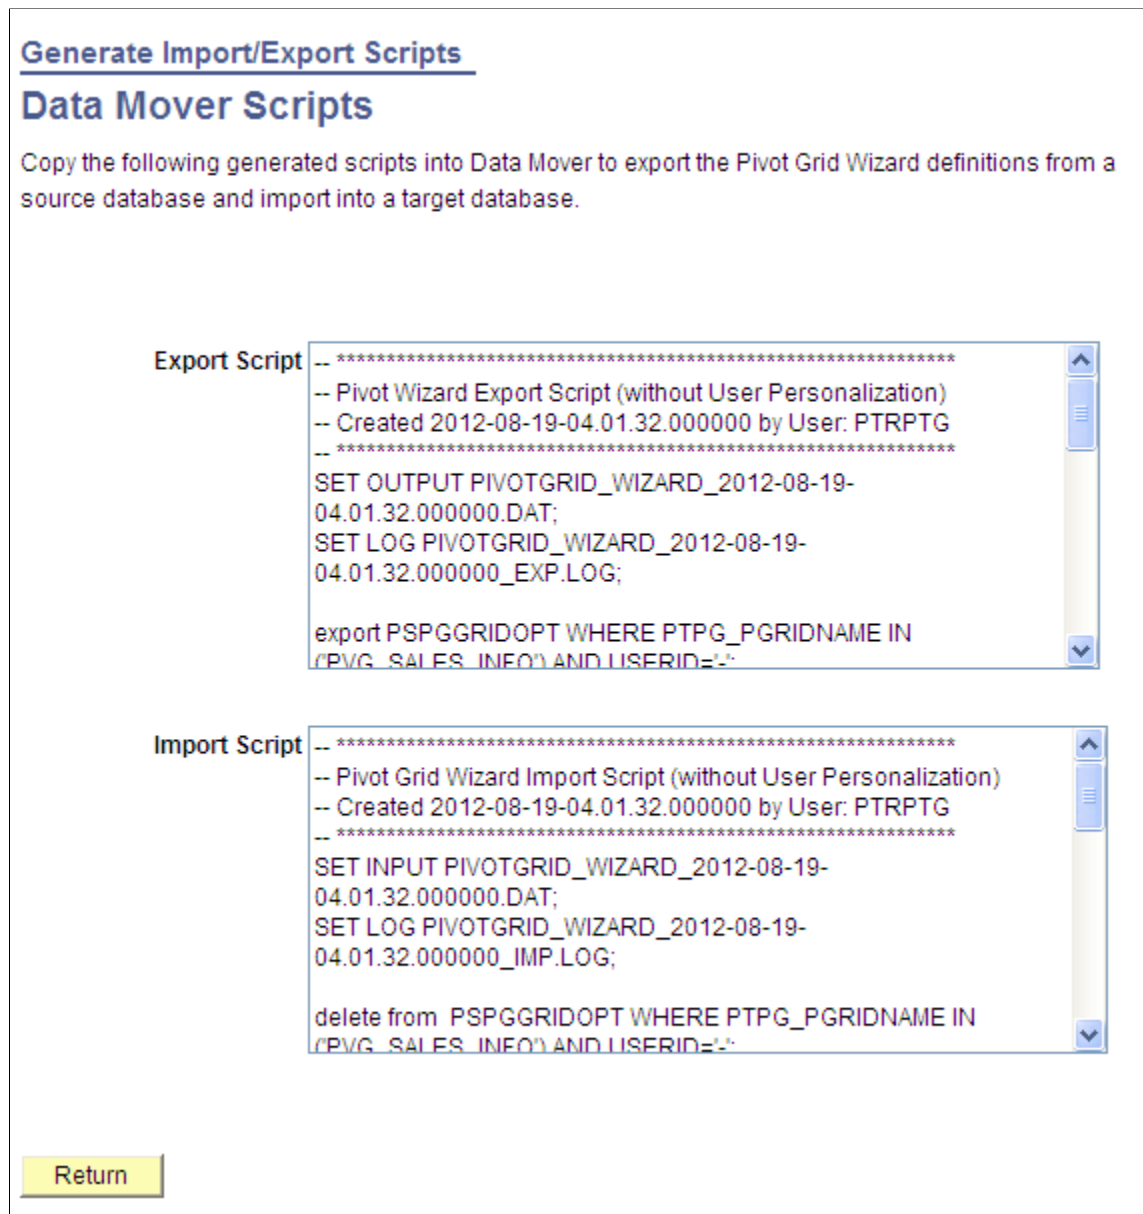 Generate Import/Export Scripts
Data Mover Scripts
Copy the following generated scripts into Data Mover to export the Pivot Grid Wizard definitions from a
source database and import into a target database.
Export Script
-- **************************************************************
-- Pivot Wizard Export Script (without User Personalization)
-- Created 2012-08-19-04.01.32.000000 by User: PTRPTG
-- **************************************************************
SET OUTPUT PIVOTGRID_WIZARD_2012-08-19-
04.01.32.000000.DAT;
SET LOG PIVOTGRID_WIZARD_2012-08-19-
04.01.32.000000_EXP.LOG;
export PSPGGRIDOPT WHERE PTPG_PGRIDNAME IN
('PVG_SALES_INFO') AND USERID='-';
Import Script
-- **************************************************************
-- Pivot Grid Wizard Import Script (without User Personalization)
-- Created 2012-08-19-04.01.32.000000 by User: PTRPTG
-- **************************************************************
SET INPUT PIVOTGRID_WIZARD_2012-08-19-
04.01.32.000000.DAT;
SET LOG PIVOTGRID_WIZARD_2012-08-19-
04.01.32.000000_IMP.LOG;
delete from  PSPGGRIDOPT WHERE PTPG_PGRIDNAME IN
('PVG_SALES_INFO') AND USERID='-';
Return